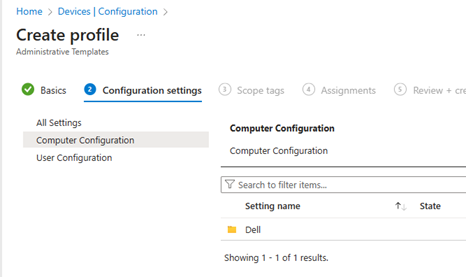 Home > Devices | Configuration >
Create profile ...
Administrative Templates
Basics
2 Configuration settings
3 Scope tags
4 Assignments
5 Review + cre
All Settings
Computer Configuration
User Configuration
Computer Configuration
Computer Configuration
Search to filter items...
Setting name ↑↓ State
Dell
Showing 1 - 1 of 1 results.